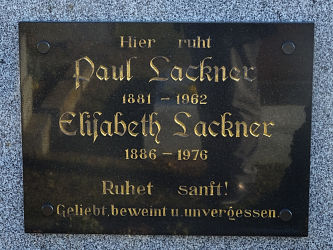 Hier ruht
Paul Lackner
1881 – 1962
Elisabeth Lackner
1886 – 1976
Ruhet sanft!
Geliebt, beweint u. unvergessen.